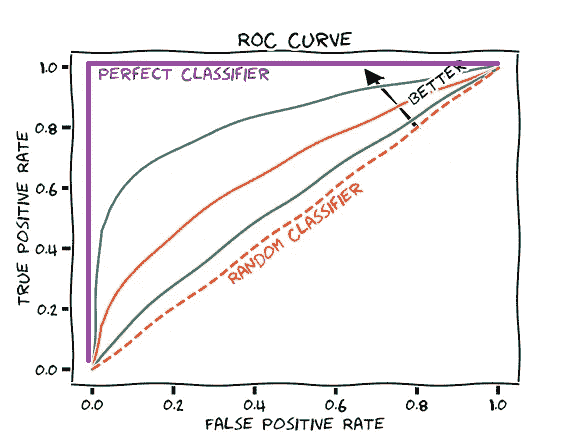 ROC CURVE
1.0
PERFECT CLASSIFIER
BETTER
0.8
0.6
0.4
0.2
0.0
RANDOM CLASSIFIER
TRUE POSITIVE RATE
0.0 0.2 0.4 0.6 0.8 1.0
FALSE POSITIVE RATE